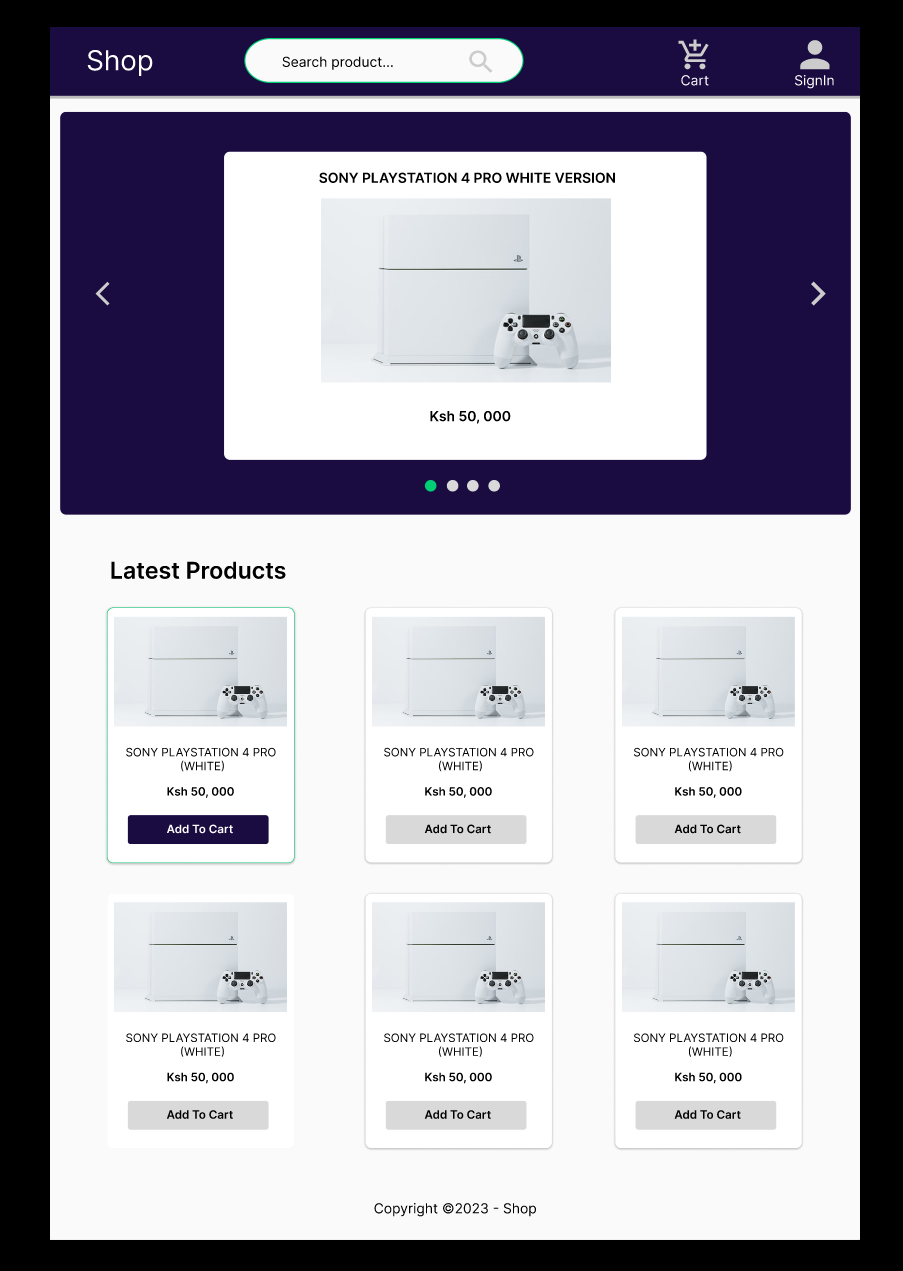 Shop
Search product...
Cart
SignIn
SONY PLAYSTATION 4 PRO WHITE VERSION
Ksh 50, 000
Latest Products
SONY PLAYSTATION 4 PRO
(WHITE)
Ksh 50, 000
Add To Cart
SONY PLAYSTATION 4 PRO
(WHITE)
Ksh 50, 000
Add To Cart
SONY PLAYSTATION 4 PRO
(WHITE)
Ksh 50, 000
Add To Cart
SONY PLAYSTATION 4 PRO
(WHITE)
Ksh 50, 000
Add To Cart
SONY PLAYSTATION 4 PRO
(WHITE)
Ksh 50, 000
Add To Cart
SONY PLAYSTATION 4 PRO
(WHITE)
Ksh 50, 000
Add To Cart
Copyright ©2023 - Shop